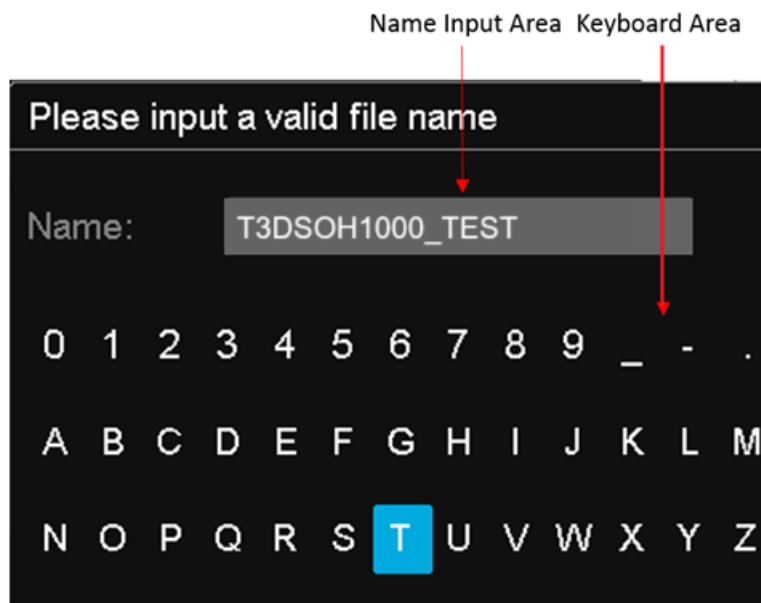 Name Input Area Keyboard Area
Please input a valid file name
Name: T3DSOH1000_TEST
0 1 2 3 4 5 6 7 8 9 _ - .
A B C D E F G H I J K L M
N O P Q R S T U V W X Y Z